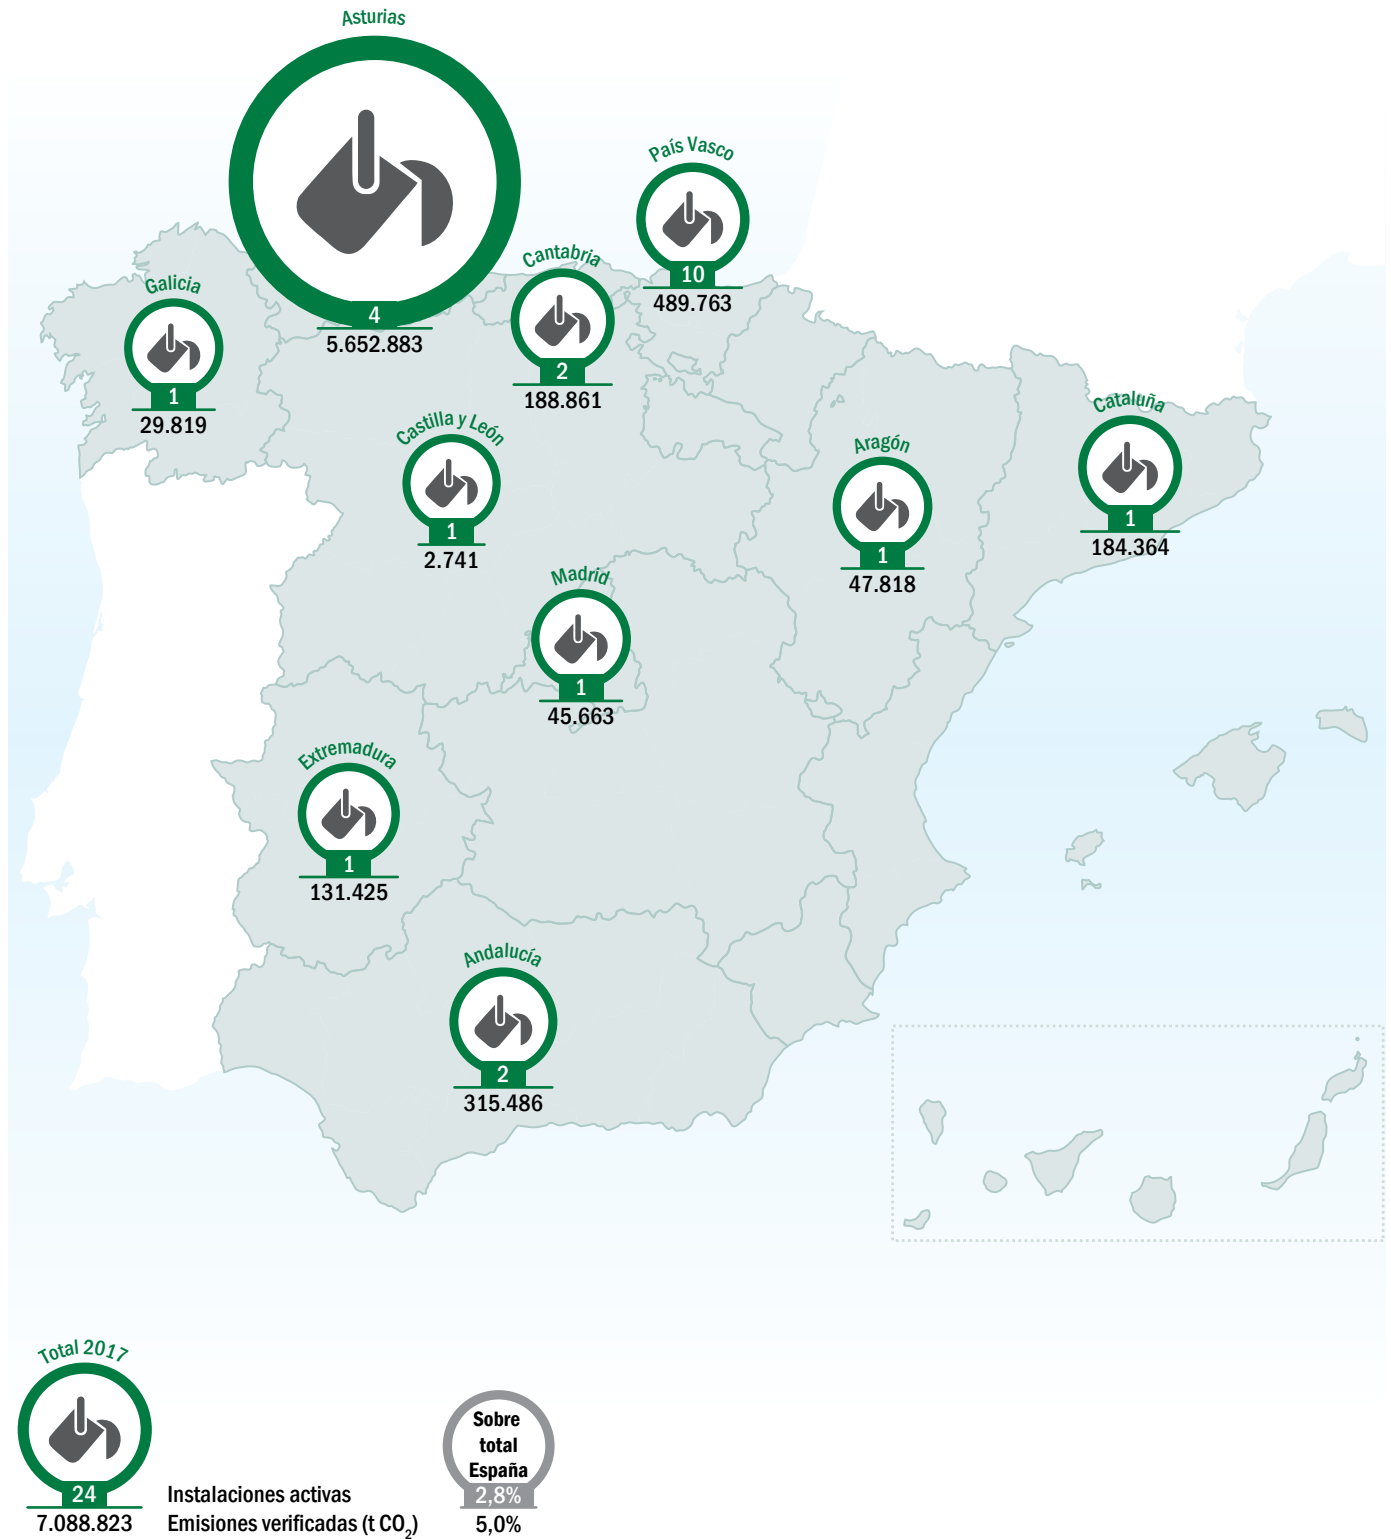 Asturias
4
5.652.883
País Vasco
10
489.763
Cantabria
2
188.861
Galicia
1
29.819
Castilla y León
1
2.741
Aragón
1
47.818
Cataluña
1
184.364
Madrid
1
45.663
Extremadura
1
131.425
Andalucía
2
315.486
Total 2017
24
7.088.823
Instalaciones activas
Emisiones verificadas (t CO₂)
Sobre
total
España
2,8%
5,0%